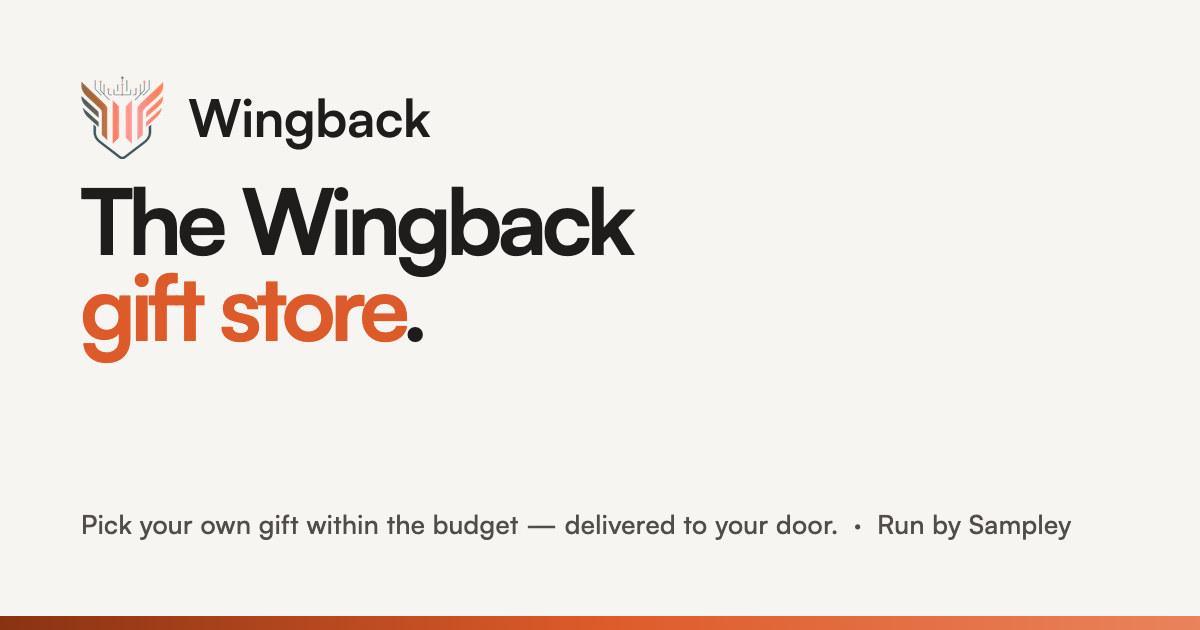 Wingback
The Wingback
gift store.
Pick your own gift within the budget — delivered to your door. · Run by Sampley